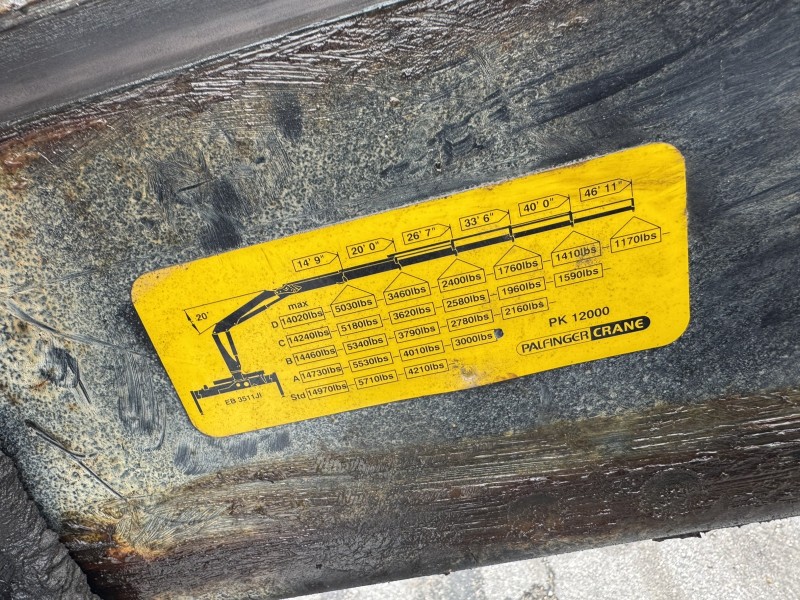 14' 9" 20' 0" 26' 7" 33' 6" 40' 0" 46' 11"
20°
max
D 14020lbs 5030lbs 3460lbs 2400lbs 1760lbs 1410lbs 1170lbs
C 14240lbs 5180lbs 3620lbs 2580lbs 1960lbs 1590lbs
B 14460lbs 5340lbs 3790lbs 2780lbs 2160lbs
A 14730lbs 5530lbs 4010lbs 3000lbs
Std 14970lbs 5710lbs 4210lbs
EB 3511JI
PK 12000
PALFINGER CRANE